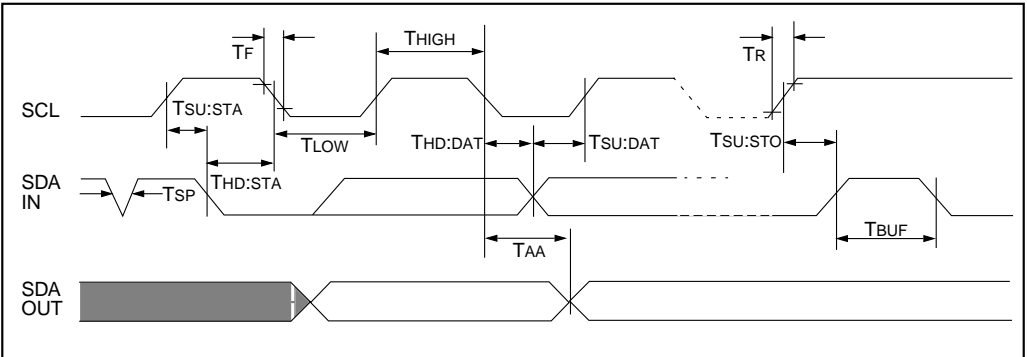 TF
THIGH
TR
SCL
TSU:STA
TLOW
THD:DAT
TSU:DAT
TSU:STO
SDA
IN
TSP
THD:STA
TBUF
TAA
SDA
OUT